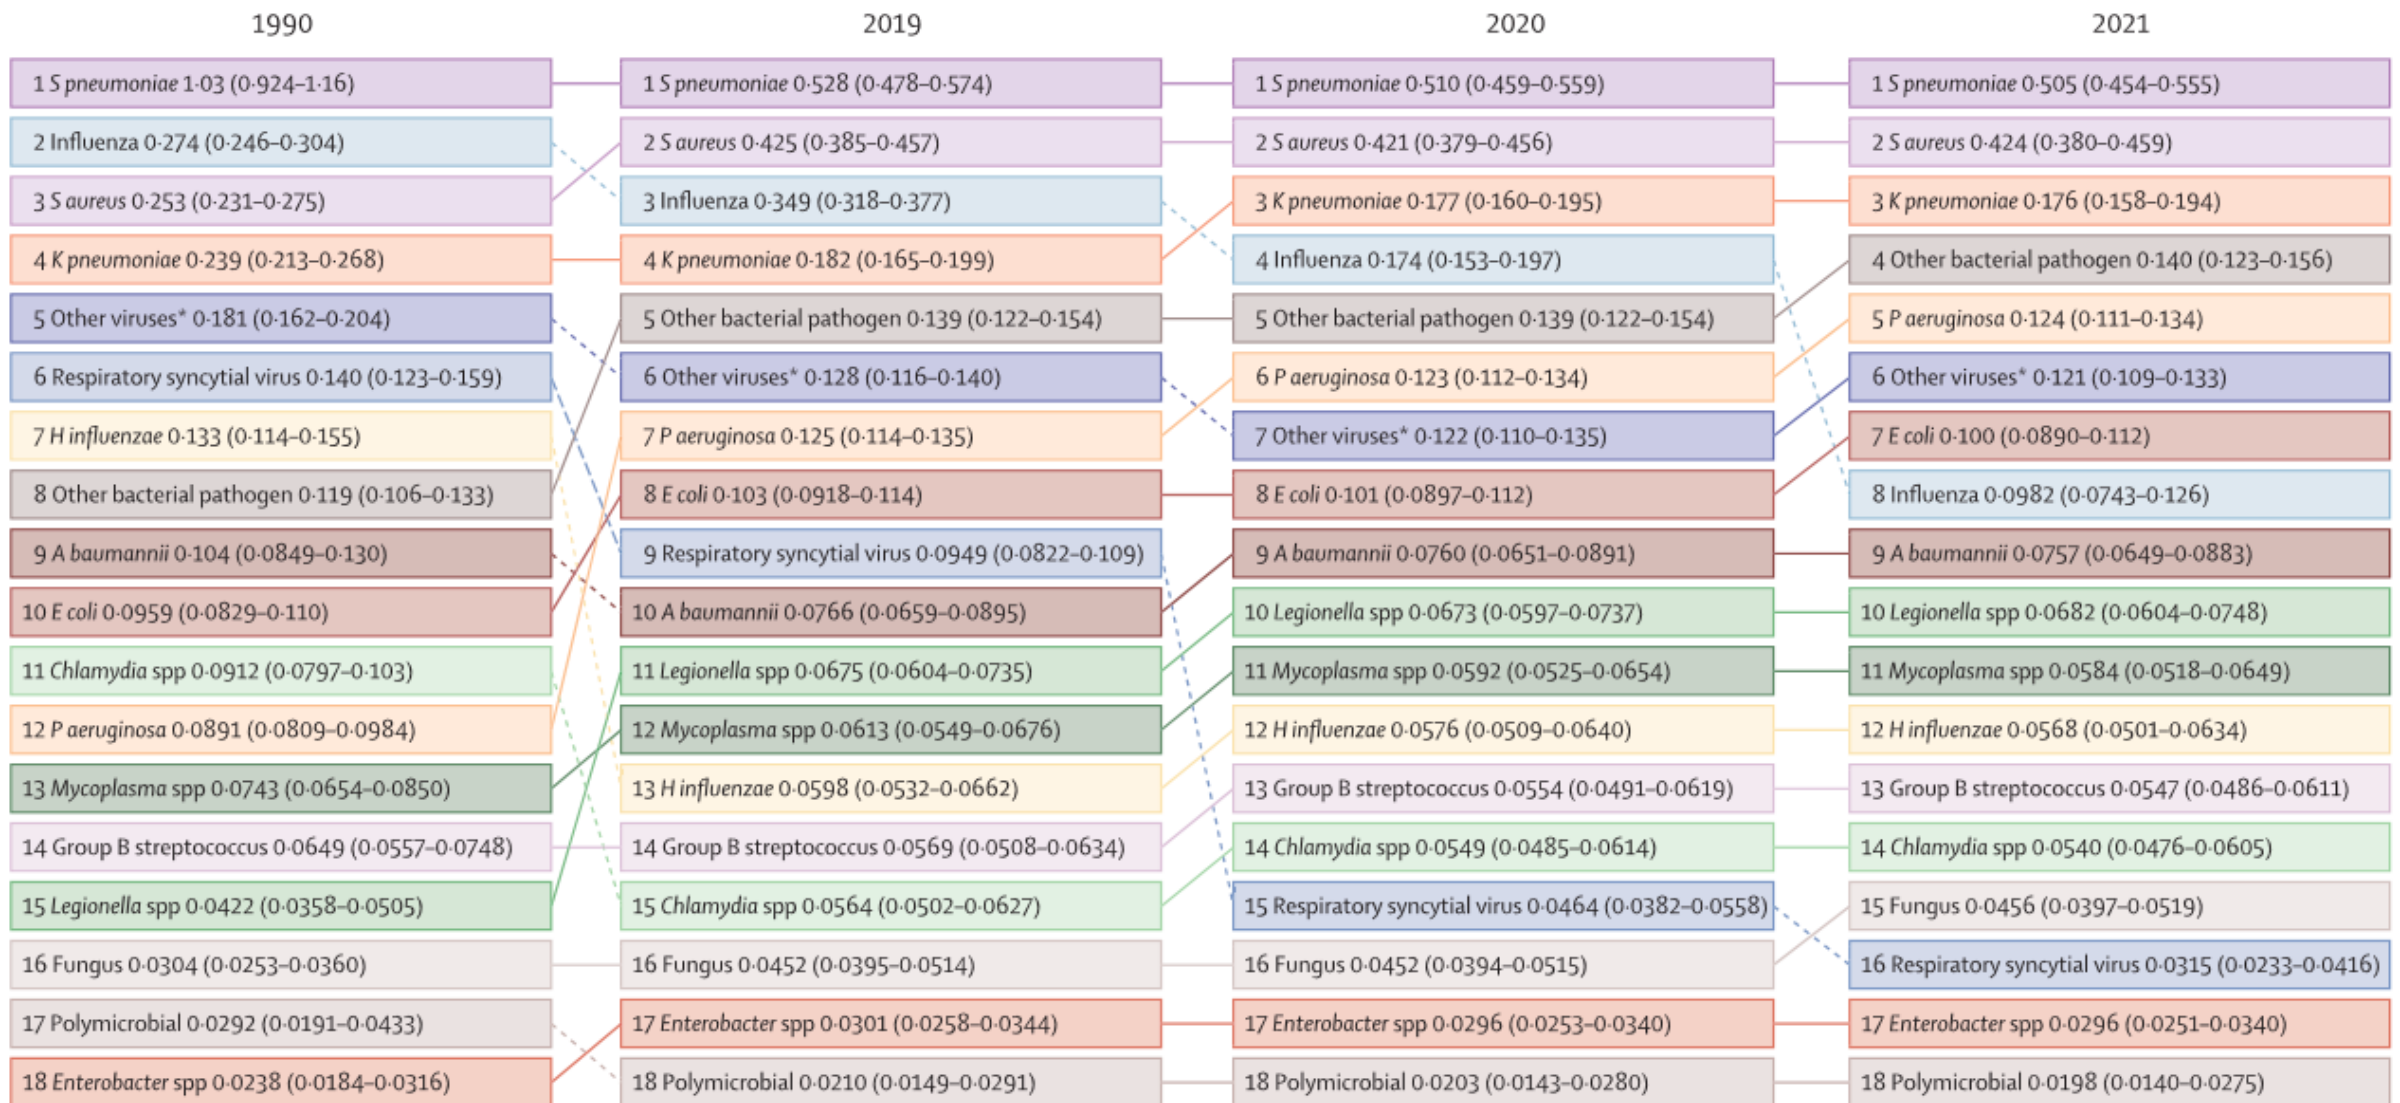 1990
1 S pneumoniae 1·03 (0·924–1·16)
2 Influenza 0·274 (0·246–0·304)
3 S aureus 0·253 (0·231–0·275)
4 K pneumoniae 0·239 (0·213–0·268)
5 Other viruses* 0·181 (0·162–0·204)
6 Respiratory syncytial virus 0·140 (0·123–0·159)
7 H influenzae 0·133 (0·114–0·155)
8 Other bacterial pathogen 0·119 (0·106–0·133)
9 A baumannii 0·104 (0·0849–0·130)
10 E coli 0·0959 (0·0829–0·110)
11 Chlamydia spp 0·0912 (0·0797–0·103)
12 P aeruginosa 0·0891 (0·0809–0·0984)
13 Mycoplasma spp 0·0743 (0·0654–0·0850)
14 Group B streptococcus 0·0649 (0·0557–0·0748)
15 Legionella spp 0·0422 (0·0358–0·0505)
16 Fungus 0·0304 (0·0253–0·0360)
17 Polymicrobial 0·0292 (0·0191–0·0433)
18 Enterobacter spp 0·0238 (0·0184–0·0316)
2019
1 S pneumoniae 0·528 (0·478–0·574)
2 S aureus 0·425 (0·385–0·457)
3 Influenza 0·349 (0·318–0·377)
4 K pneumoniae 0·182 (0·165–0·199)
5 Other bacterial pathogen 0·139 (0·122–0·154)
6 Other viruses* 0·128 (0·116–0·140)
7 P aeruginosa 0·125 (0·114–0·135)
8 E coli 0·103 (0·0918–0·114)
9 Respiratory syncytial virus 0·0949 (0·0822–0·109)
10 A baumannii 0·0766 (0·0659–0·0895)
11 Legionella spp 0·0675 (0·0604–0·0735)
12 Mycoplasma spp 0·0613 (0·0549–0·0676)
13 H influenzae 0·0598 (0·0532–0·0662)
14 Group B streptococcus 0·0569 (0·0508–0·0634)
15 Chlamydia spp 0·0564 (0·0502–0·0627)
16 Fungus 0·0452 (0·0395–0·0514)
17 Enterobacter spp 0·0301 (0·0258–0·0344)
18 Polymicrobial 0·0210 (0·0149–0·0291)
2020
1 S pneumoniae 0·510 (0·459–0·559)
2 S aureus 0·421 (0·379–0·456)
3 K pneumoniae 0·177 (0·160–0·195)
4 Influenza 0·174 (0·153–0·197)
5 Other bacterial pathogen 0·139 (0·122–0·154)
6 P aeruginosa 0·123 (0·112–0·134)
7 Other viruses* 0·122 (0·110–0·135)
8 E coli 0·101 (0·0897–0·112)
9 A baumannii 0·0760 (0·0651–0·0891)
10 Legionella spp 0·0673 (0·0597–0·0737)
11 Mycoplasma spp 0·0592 (0·0525–0·0654)
12 H influenzae 0·0576 (0·0509–0·0640)
13 Group B streptococcus 0·0554 (0·0491–0·0619)
14 Chlamydia spp 0·0549 (0·0485–0·0614)
15 Respiratory syncytial virus 0·0464 (0·0382–0·0558)
16 Fungus 0·0452 (0·0394–0·0515)
17 Enterobacter spp 0·0296 (0·0253–0·0340)
18 Polymicrobial 0·0203 (0·0143–0·0280)
2021
1 S pneumoniae 0·505 (0·454–0·555)
2 S aureus 0·424 (0·380–0·459)
3 K pneumoniae 0·176 (0·158–0·194)
4 Other bacterial pathogen 0·140 (0·123–0·156)
5 P aeruginosa 0·124 (0·111–0·134)
6 Other viruses* 0·121 (0·109–0·133)
7 E coli 0·100 (0·0890–0·112)
8 Influenza 0·0982 (0·0743–0·126)
9 A baumannii 0·0757 (0·0649–0·0883)
10 Legionella spp 0·0682 (0·0604–0·0748)
11 Mycoplasma spp 0·0584 (0·0518–0·0649)
12 H influenzae 0·0568 (0·0501–0·0634)
13 Group B streptococcus 0·0547 (0·0486–0·0611)
14 Chlamydia spp 0·0540 (0·0476–0·0605)
15 Fungus 0·0456 (0·0397–0·0519)
16 Respiratory syncytial virus 0·0315 (0·0233–0·0416)
17 Enterobacter spp 0·0296 (0·0251–0·0340)
18 Polymicrobial 0·0198 (0·0140–0·0275)